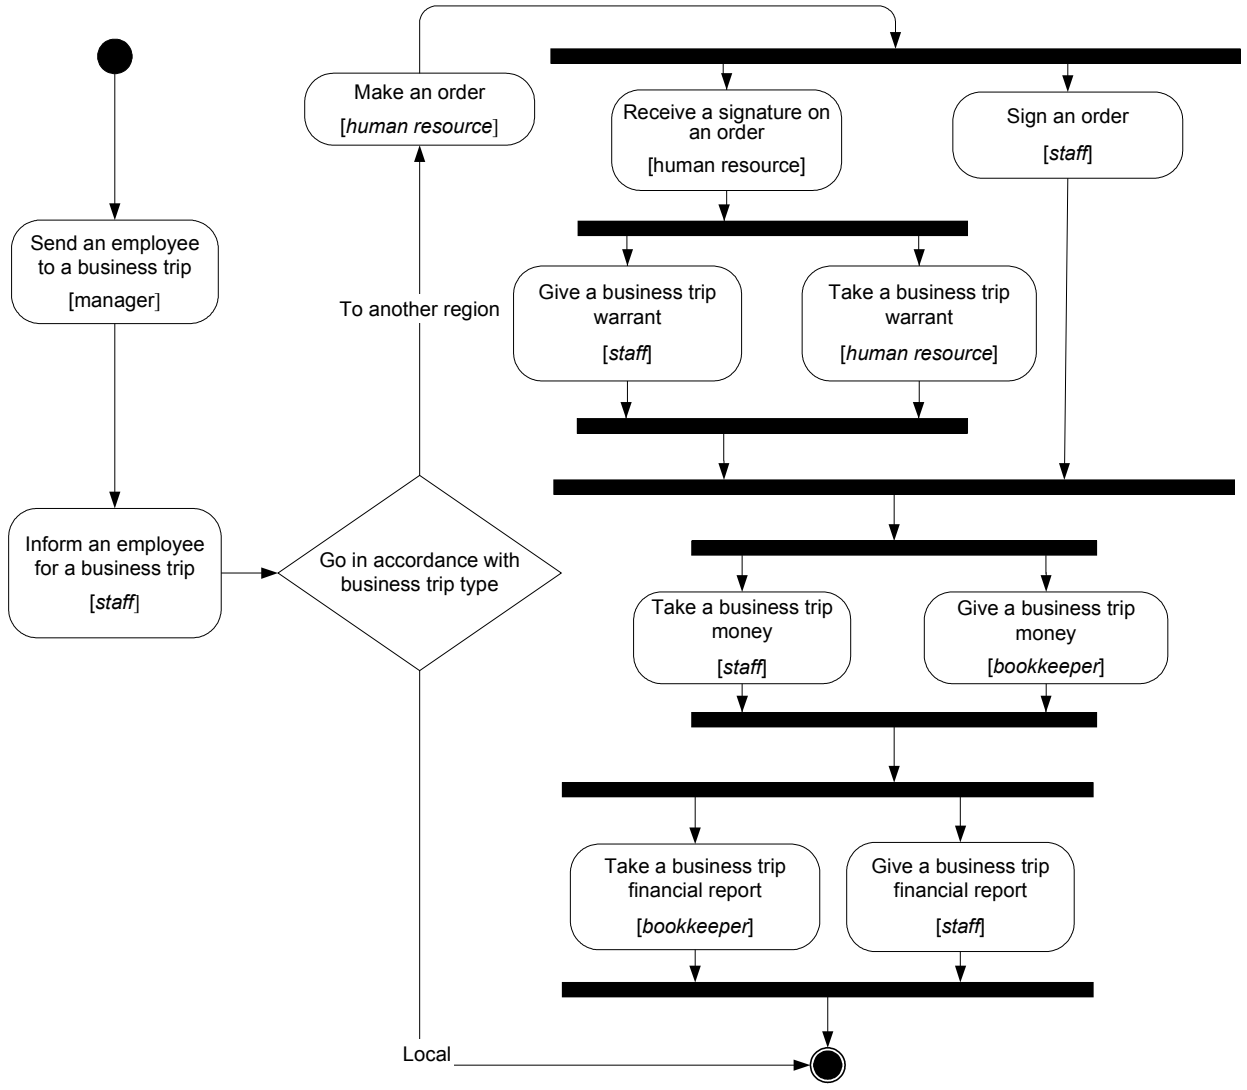 Make an order
[human resource]
Receive a signature on
an order
[human resource]
Sign an order
[staff]
Send an employee
to a business trip
[manager]
To another region
Give a business trip
warrant
[staff]
Take a business trip
warrant
[human resource]
Inform an employee
for a business trip
[staff]
Go in accordance with
business trip type
Take a business trip
money
[staff]
Give a business trip
money
[bookkeeper]
Take a business trip
financial report
[bookkeeper]
Give a business trip
financial report
[staff]
Local